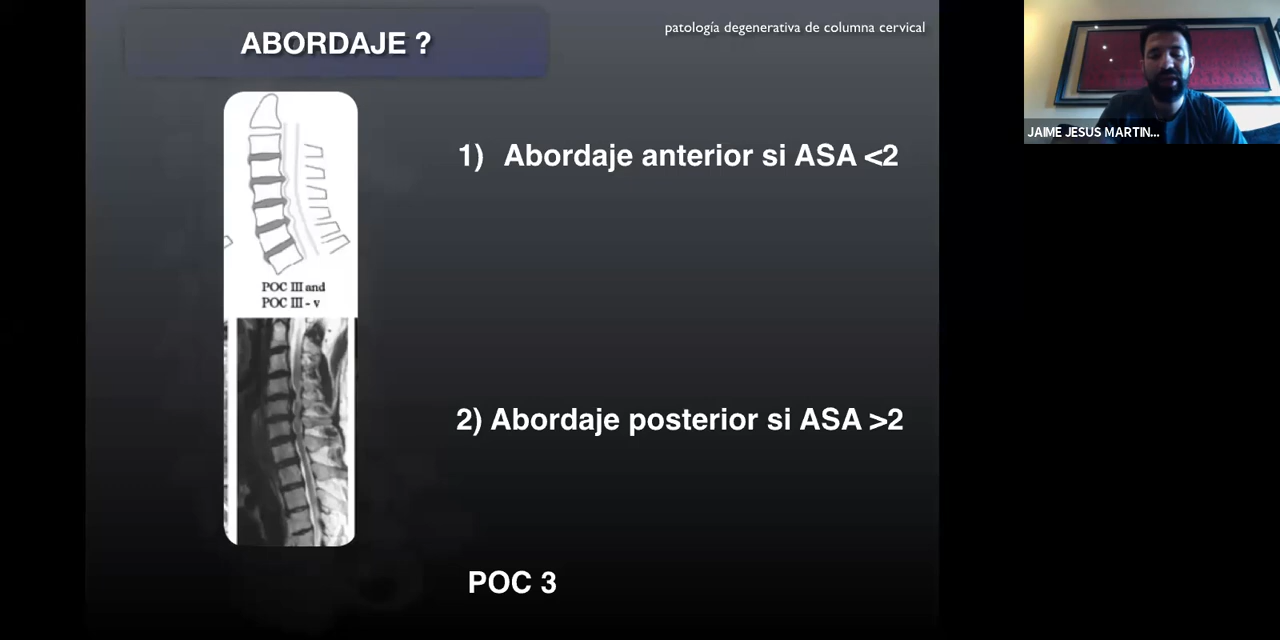 ABORDAJE ?
patología degenerativa de columna cervical
JAIME JESUS MARTIN...
1) Abordaje anterior si ASA <2
POC III and
POC III - v
2) Abordaje posterior si ASA >2
POC 3